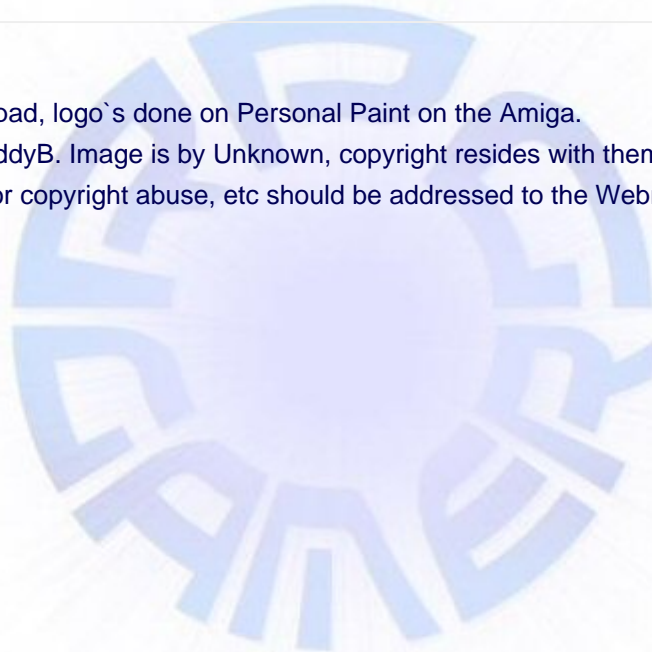 oad, logo`s done on Personal Paint on the Amiga.
ddyB. Image is by Unknown, copyright resides with them
or copyright abuse, etc should be addressed to the Web